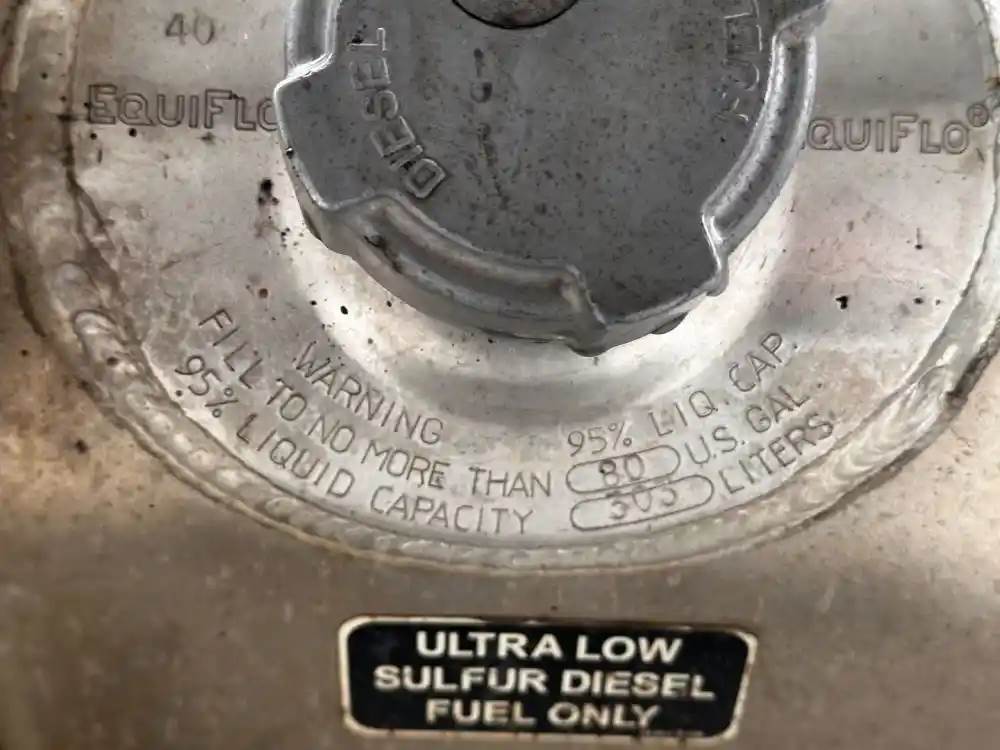 40
EQUIFLO
DIESEL
QUIFLO®
WARNING
FILL TO NO MORE THAN
95% LIQUID CAPACITY
95% LIQ. CAP.
80 U.S. GAL.
303 LITERS.
ULTRA LOW
SULFUR DIESEL
FUEL ONLY